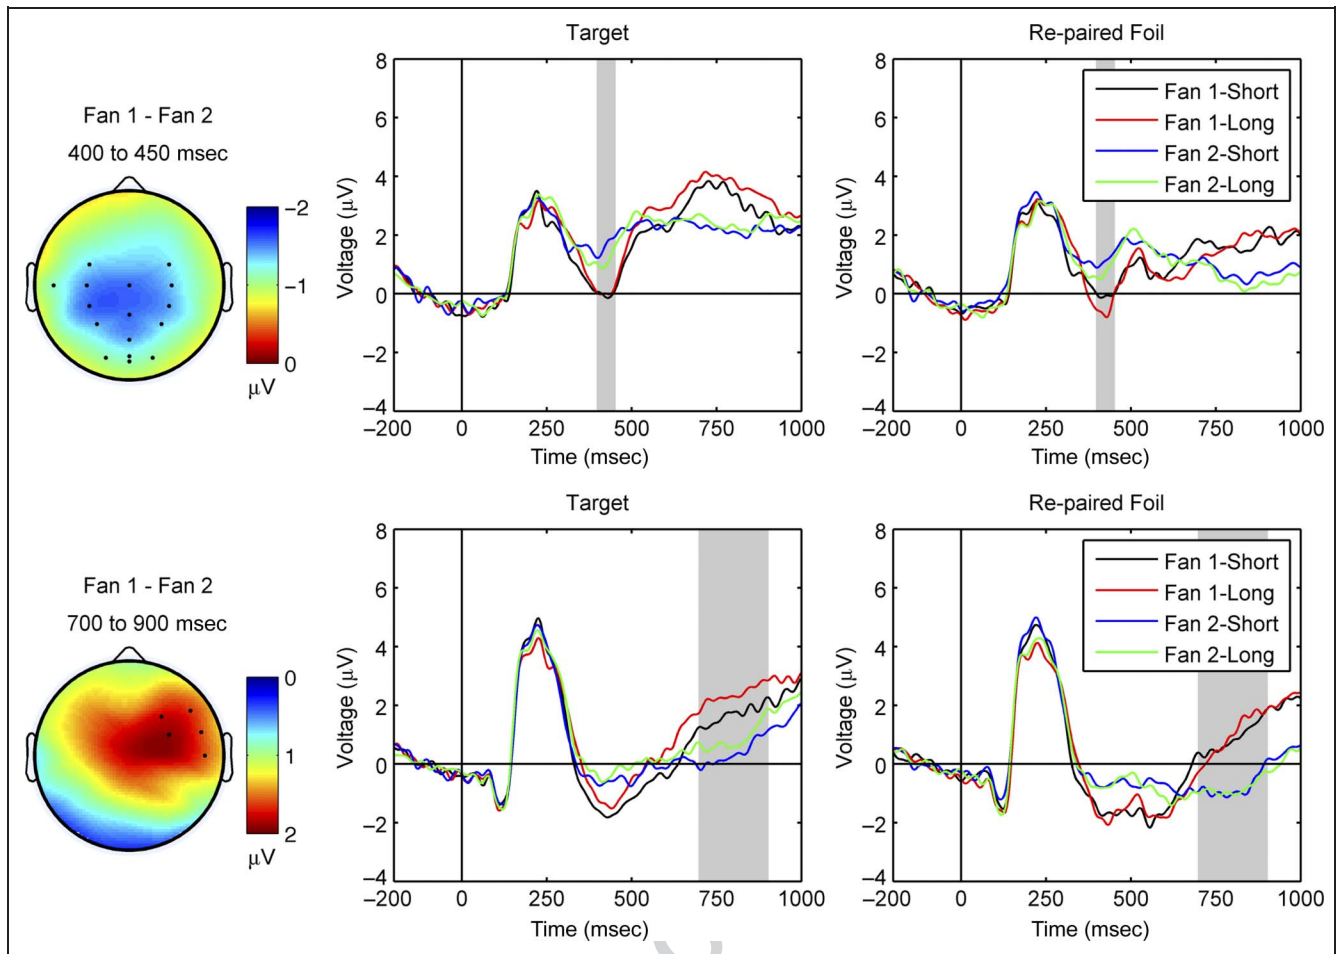 Fan 1 - Fan 2
400 to 450 msec
−2
−1
0
μV
Target
Voltage (μV)
8
6
4
2
0
−2
−4
−200 0 250 500 750 1000
Time (msec)
Re-paired Foil
Fan 1-Short
Fan 1-Long
Fan 2-Short
Fan 2-Long
Voltage (μV)
8
6
4
2
0
−2
−4
−200 0 250 500 750 1000
Time (msec)
Fan 1 - Fan 2
700 to 900 msec
0
1
2
μV
Target
Voltage (μV)
8
6
4
2
0
−2
−4
−200 0 250 500 750 1000
Time (msec)
Re-paired Foil
Fan 1-Short
Fan 1-Long
Fan 2-Short
Fan 2-Long
Voltage (μV)
8
6
4
2
0
−2
−4
−200 0 250 500 750 1000
Time (msec)